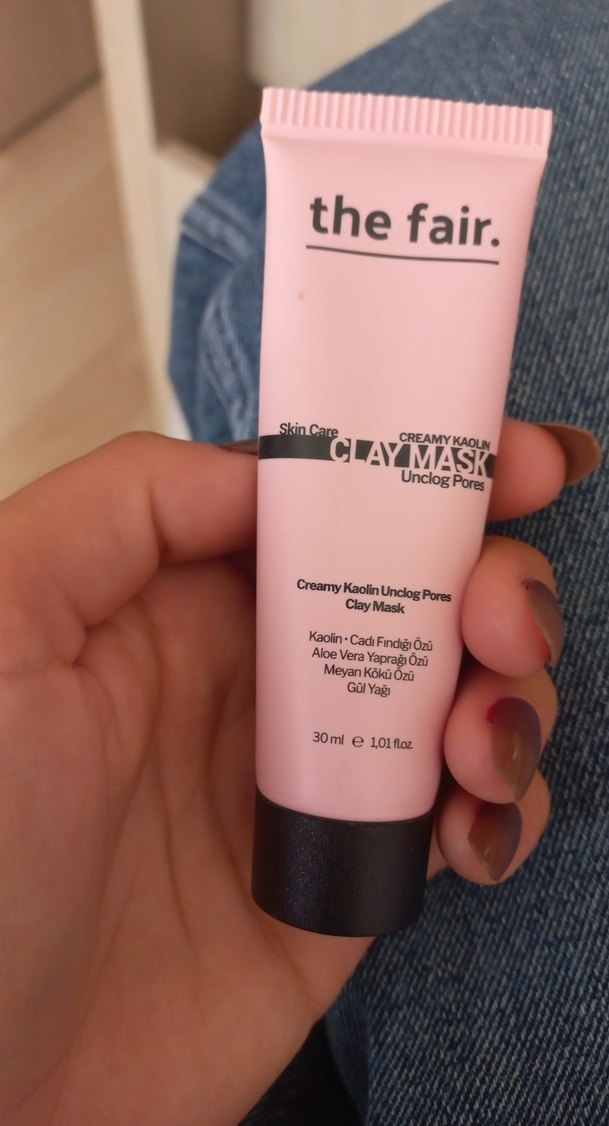 the fair.
Skin Care
CREAMY KAOLIN
CLAY MASK
Unclog Pores
Creamy Kaolin Unclog Pores
Clay Mask
Kaolin • Cadı Fındığı Özü
Aloe Vera Yaprağı Özü
Meyan Kökü Özü
Gül Yağı
30 ml ℮ 1,01 fl.oz.